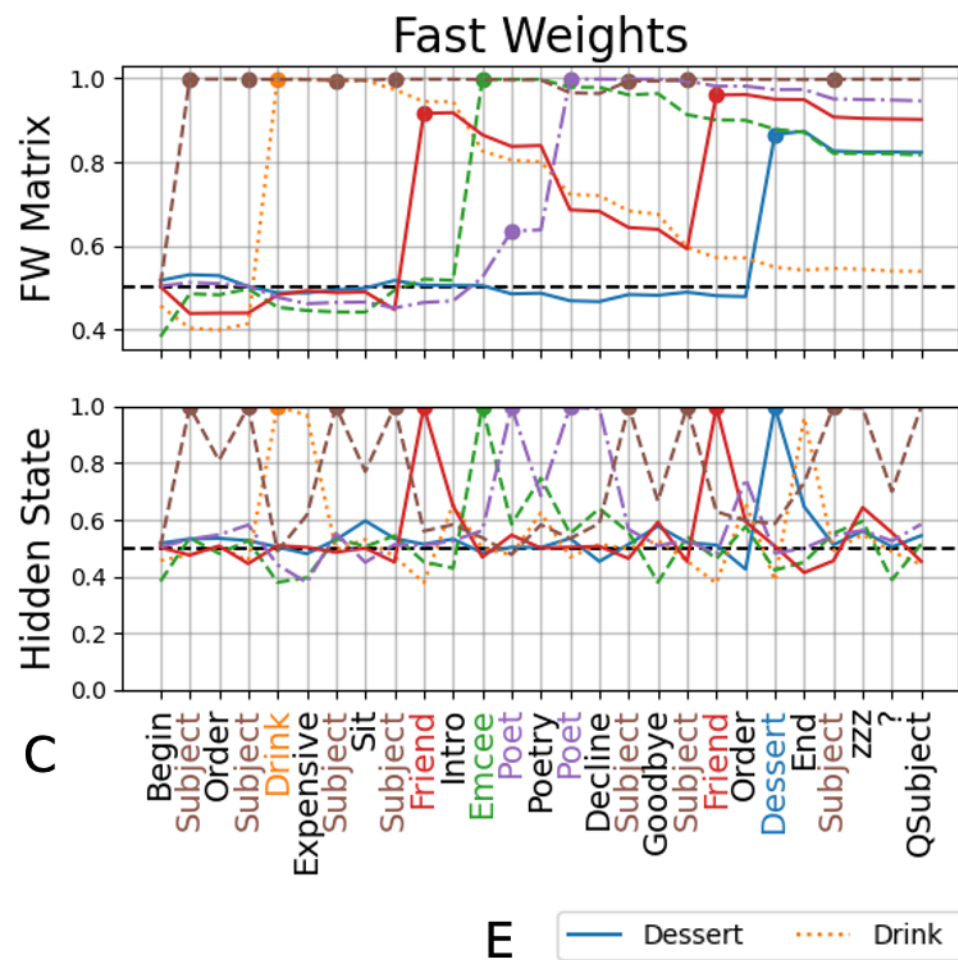 Fast Weights
FW Matrix
1.0
0.8
0.6
0.4
Hidden State
1.0
0.8
0.6
0.4
0.2
0.0
C
Begin
Subject
Order
Subject
Drink
Expensive
Subject
Sit
Subject
Friend
Intro
Emcee
Poet
Poetry
Poet
Decline
Subject
Goodbye
Subject
Friend
Order
Dessert
End
Subject
zzz
?
QSubject
E
Dessert
Drink